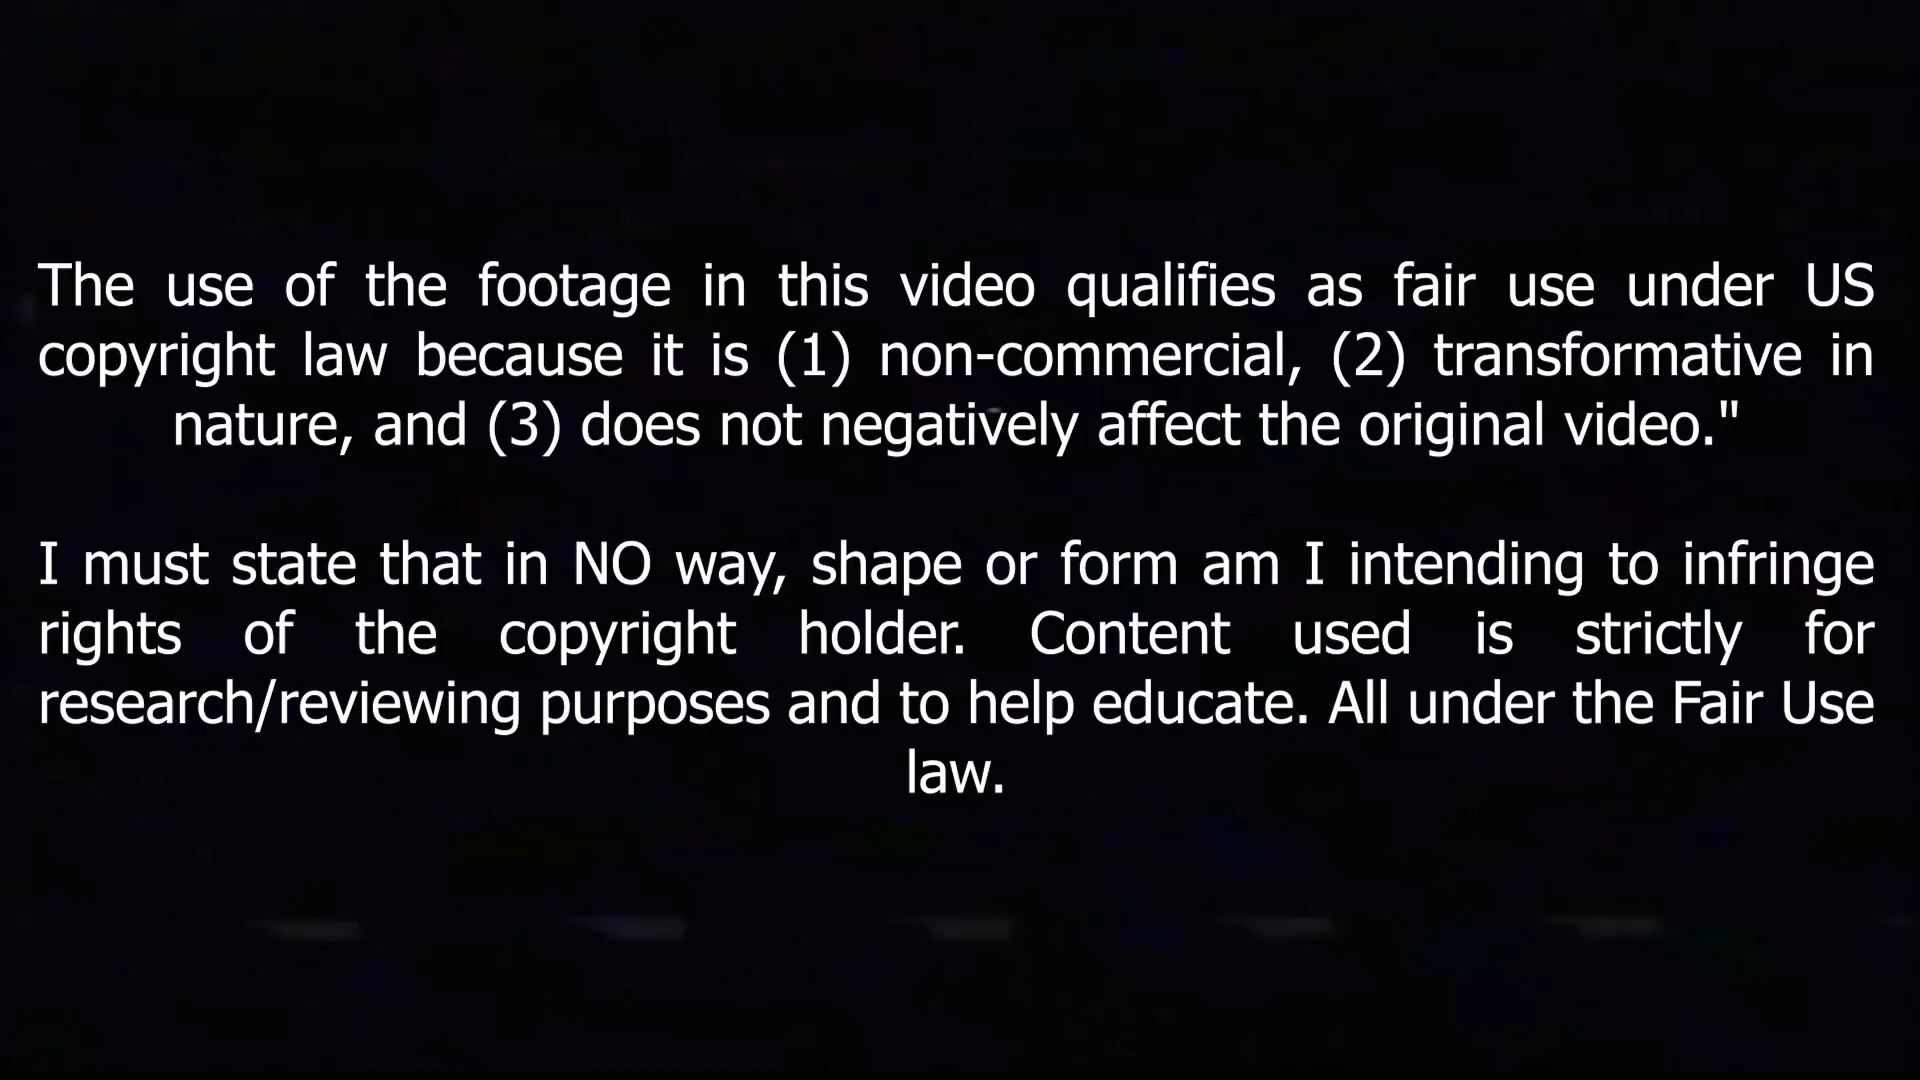 The use of the footage in this video qualifies as fair use under US
copyright law because it is (1) non-commercial, (2) transformative in
nature, and (3) does not negatively affect the original video."
I must state that in NO way, shape or form am I intending to infringe
rights of the copyright holder. Content used is strictly for
research/reviewing purposes and to help educate. All under the Fair Use
law.